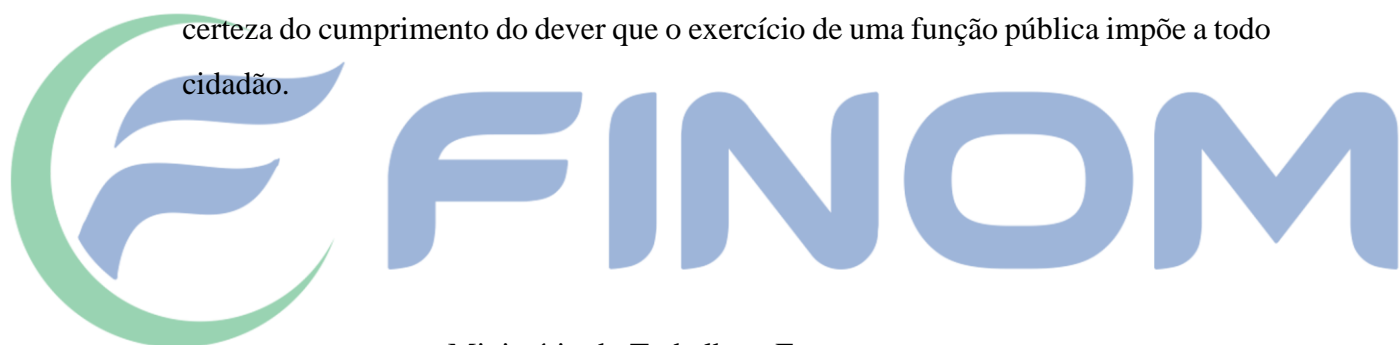 certeza do cumprimento do dever que o exercício de uma função pública impõe a todo
cidadão.
FINOM